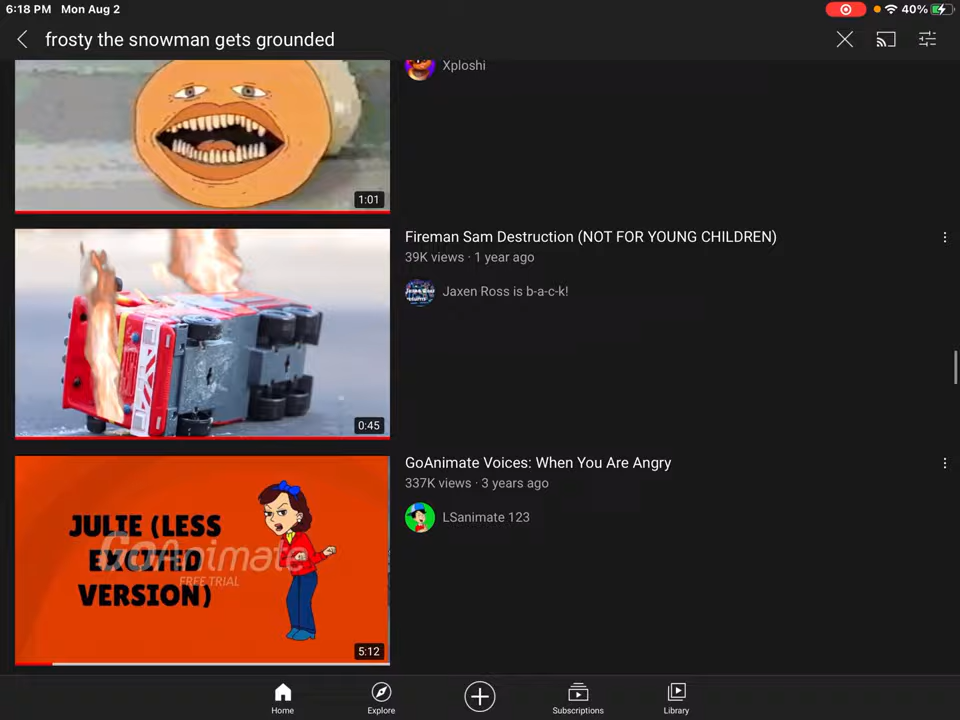 6:18 PM Mon Aug 2
40%
frosty the snowman gets grounded
Xploshi
1:01
Fireman Sam Destruction (NOT FOR YOUNG CHILDREN)
39K views · 1 year ago
Jaxen Ross is b-a-c-k!
0:45
GoAnimate Voices: When You Are Angry
337K views · 3 years ago
LSanimate 123
JULIE (LESS
EXCITED
VERSION)
GoAnimate
FREE TRIAL
5:12
Home
Explore
Subscriptions
Library